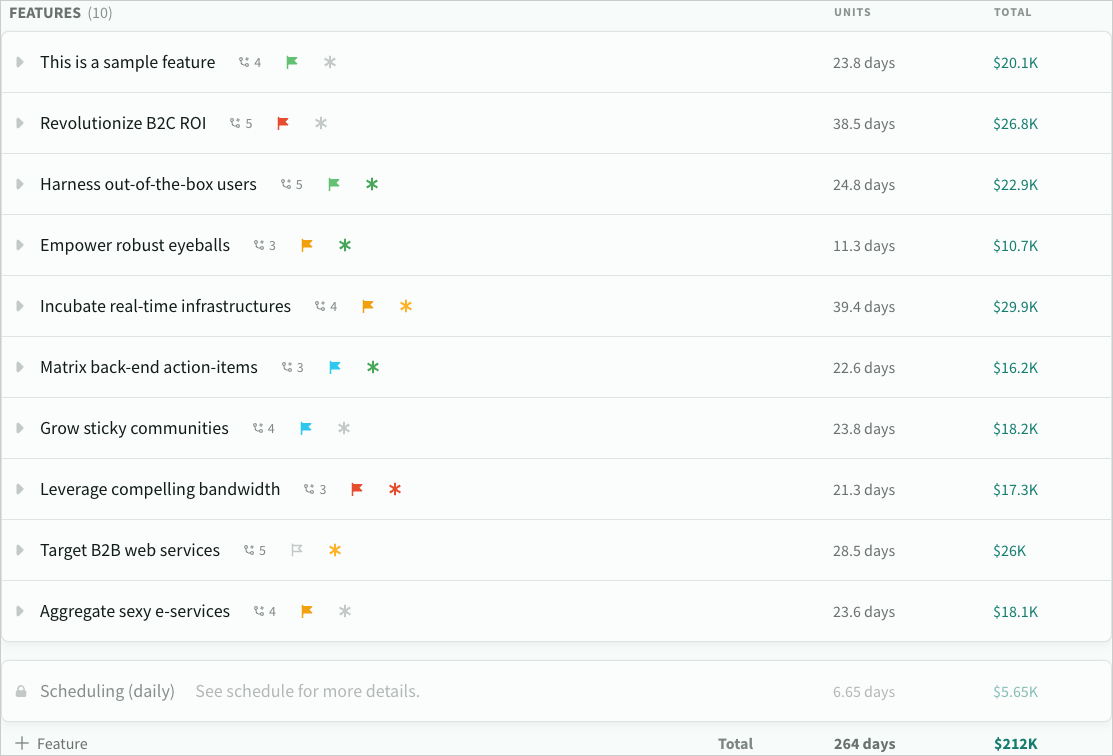 FEATURES (10) UNITS TOTAL
This is a sample feature 4 23.8 days $20.1K
Revolutionize B2C ROI 5 38.5 days $26.8K
Harness out-of-the-box users 5 24.8 days $22.9K
Empower robust eyeballs 3 11.3 days $10.7K
Incubate real-time infrastructures 4 39.4 days $29.9K
Matrix back-end action-items 3 22.6 days $16.2K
Grow sticky communities 4 23.8 days $18.2K
Leverage compelling bandwidth 3 21.3 days $17.3K
Target B2B web services 5 28.5 days $26K
Aggregate sexy e-services 4 23.6 days $18.1K
Scheduling (daily) See schedule for more details. 6.65 days $5.65K
Feature Total 264 days $212K